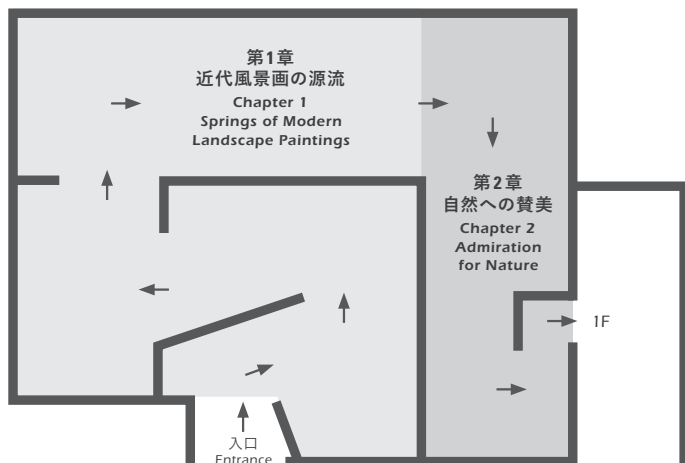 第1章
近代風景画の源流
Chapter 1
Springs of Modern
Landscape Paintings
第2章
自然への賛美
Chapter 2
Admiration
for Nature
1F
入口
Entrance